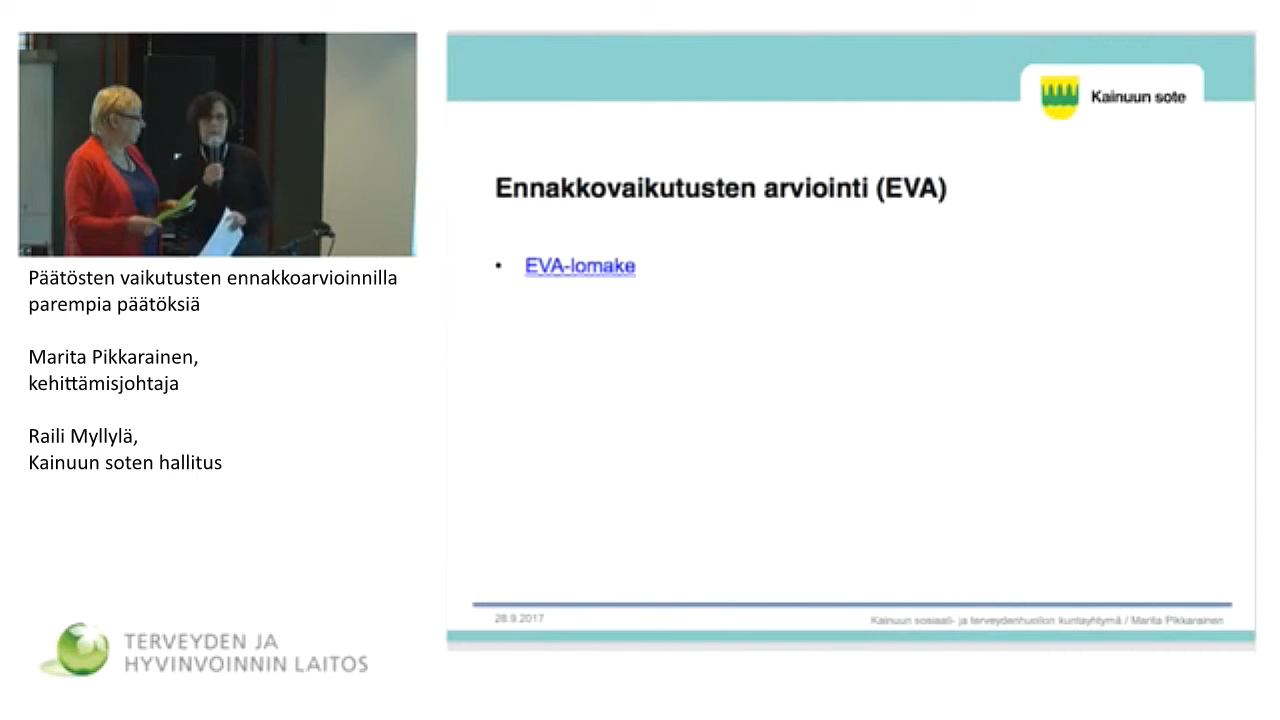 Päätösten vaikutusten ennakkoarvioinnilla
parempia päätöksiä
Marita Pikkarainen,
kehittämisjohtaja
Raili Myllylä,
Kainuun soten hallitus
TERVEYDEN JA
HYVINVOINNIN LAITOS
Kainuun sote
Ennakkovaikutusten arviointi (EVA)
• EVA-lomake
28.9.2017
Kainuun sosiaali- ja terveydenhuollon kuntayhtymä / Marita Pikkarainen